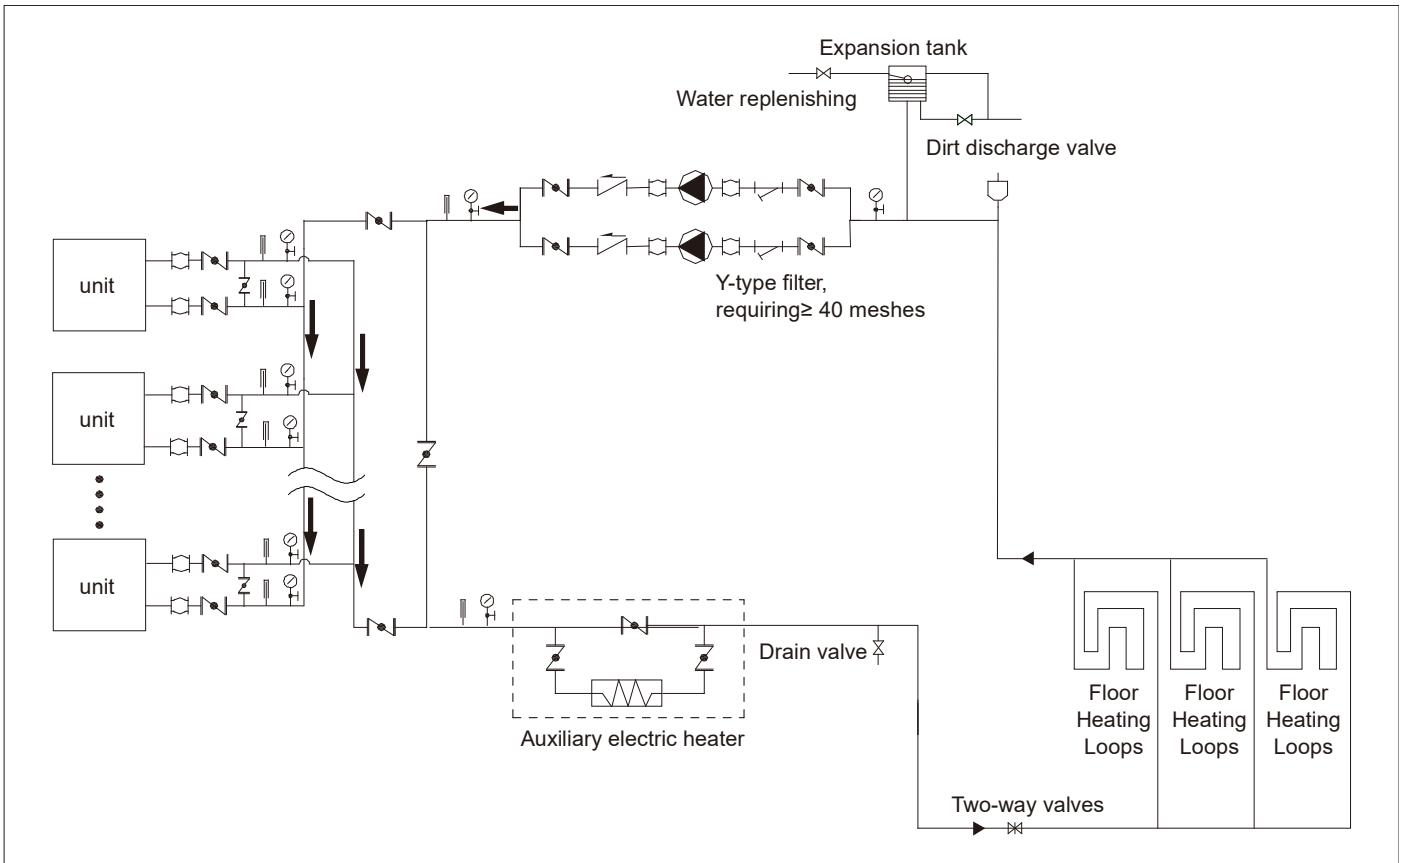 Expansion tank
Water replenishing
Dirt discharge valve
Y-type filter,
requiring≥ 40 meshes
unit
unit
unit
Drain valve
Auxiliary electric heater
Floor
Heating
Loops
Floor
Heating
Loops
Floor
Heating
Loops
Two-way valves